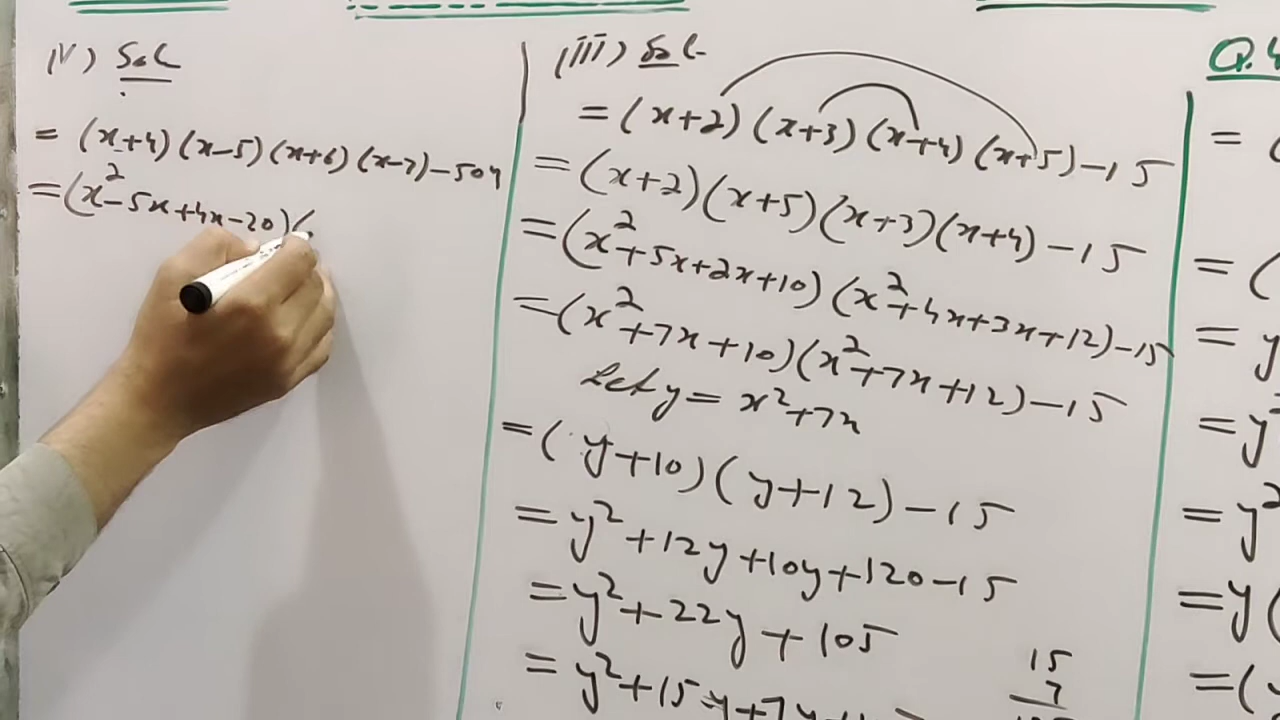 (V) Sol
= (x+4) (x-5) (x+6) (x-7) - 504
= (x² - 5x + 4x - 20) (
(iii) Sol
= (x+2) (x+3) (x+4) (x+5) - 15
= (x+2) (x+5) (x+3) (x+4) - 15
= (x² + 5x + 2x + 10) (x² + 4x + 3x + 12) - 15
= (x² + 7x + 10) (x² + 7x + 12) - 15
Let y = x² + 7x
= (y+10) (y+12) - 15
= y² + 12y + 10y + 120 - 15
= y² + 22y + 105
= y² + 15y + 7y +
15
7
Q.4
= (
= (
= y
= y²
= y²
= y(
= (y